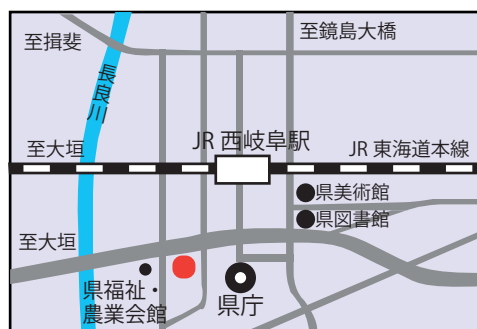 至揖斐
至鏡島大橋
長良川
JR 西岐阜駅
至大垣
JR 東海道本線
県美術館
県図書館
至大垣
県福祉・
農業会館
県庁